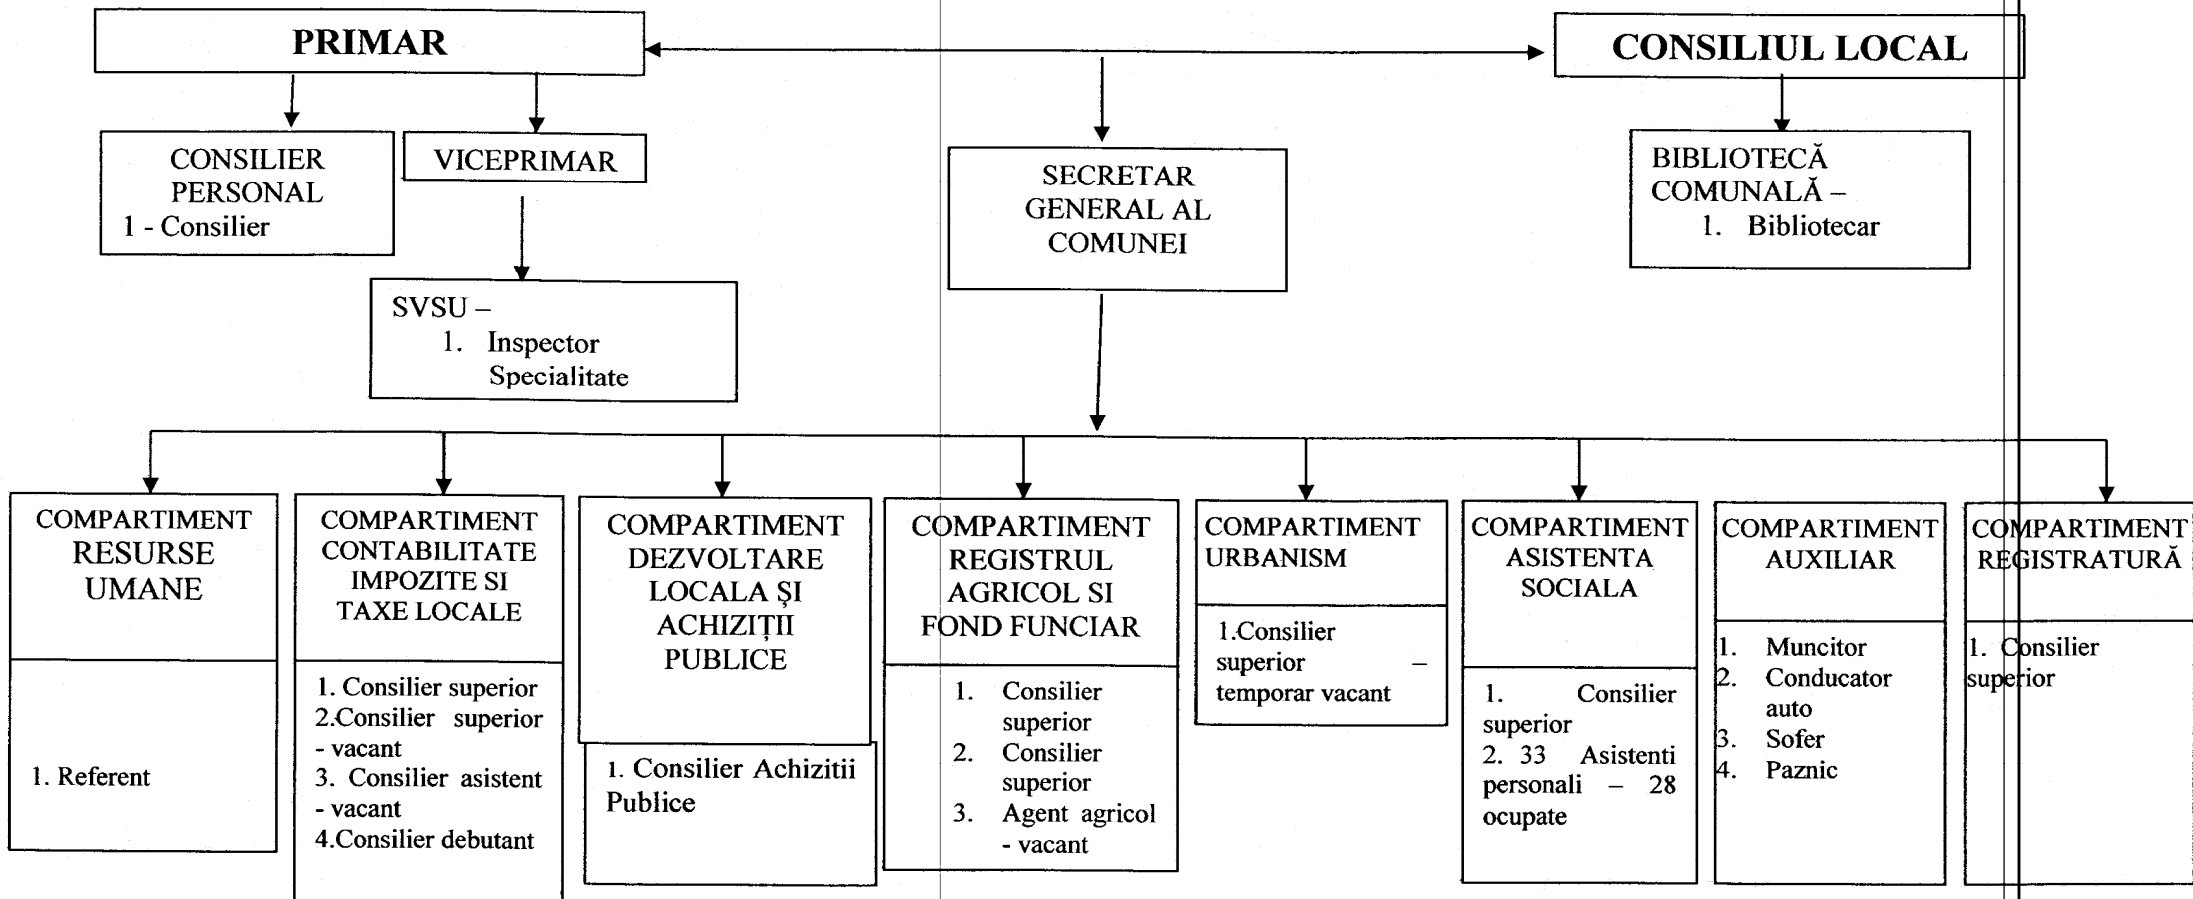 PRIMAR
CONSILIUL LOCAL
CONSILIER
PERSONAL
1 - Consilier
VICEPRIMAR
SECRETAR
GENERAL AL
COMUNEI
BIBLIOTECĂ
COMUNALĂ –
1. Bibliotecar
SVSU –
1. Inspector
Specialitate
COMPARTIMENT
RESURSE
UMANE
1. Referent
COMPARTIMENT
CONTABILITATE
IMPOZITE SI
TAXE LOCALE
1. Consilier superior
2.Consilier superior
- vacant
3. Consilier asistent
- vacant
4.Consilier debutant
COMPARTIMENT
DEZVOLTARE
LOCALA ȘI
ACHIZIȚII
PUBLICE
1. Consilier Achizitii
Publice
COMPARTIMENT
REGISTRUL
AGRICOL SI
FOND FUNCIAR
1. Consilier
superior
2. Consilier
superior
3. Agent agricol
- vacant
COMPARTIMENT
URBANISM
1.Consilier
superior –
temporar vacant
COMPARTIMENT
ASISTENTA
SOCIALA
1. Consilier
superior
2. 33 Asistenti
personali – 28
ocupate
COMPARTIMENT
AUXILIAR
1. Muncitor
2. Conducator
auto
3. Sofer
4. Paznic
COMPARTIMENT
REGISTRATURĂ
1. Consilier
superior